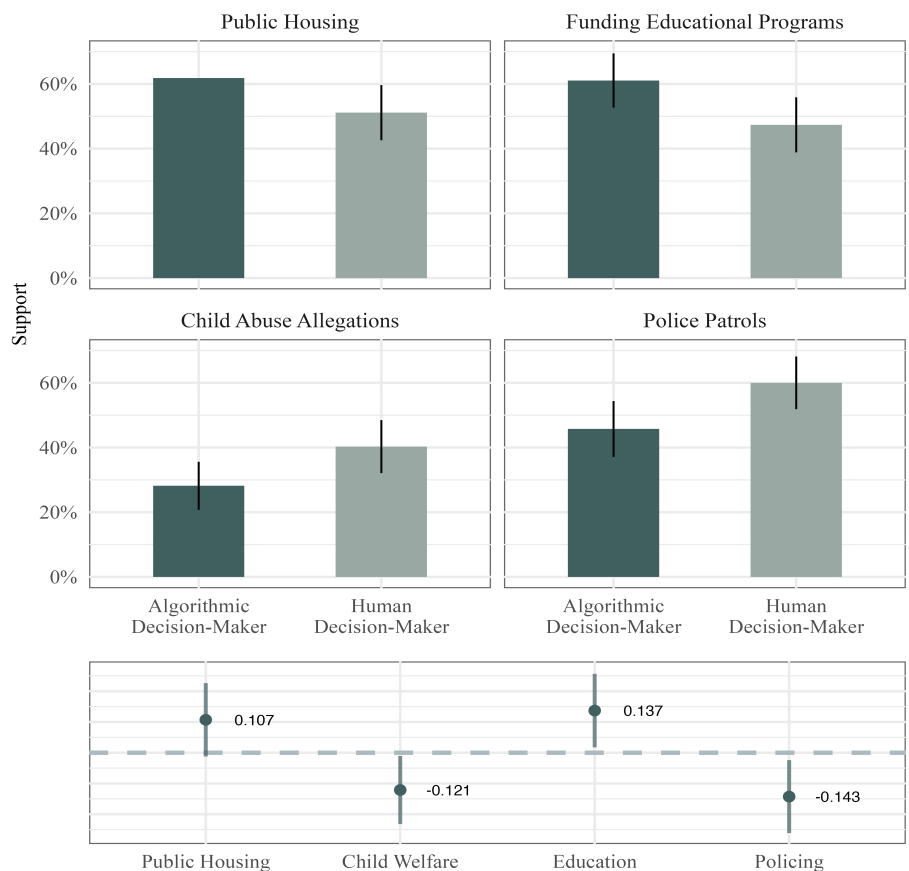 Public Housing
Funding Educational Programs
60%
40%
20%
0%
Support
Child Abuse Allegations
Police Patrols
60%
40%
20%
0%
Algorithmic
Decision-Maker
Human
Decision-Maker
Algorithmic
Decision-Maker
Human
Decision-Maker
0.107
0.137
-0.121
-0.143
Public Housing
Child Welfare
Education
Policing